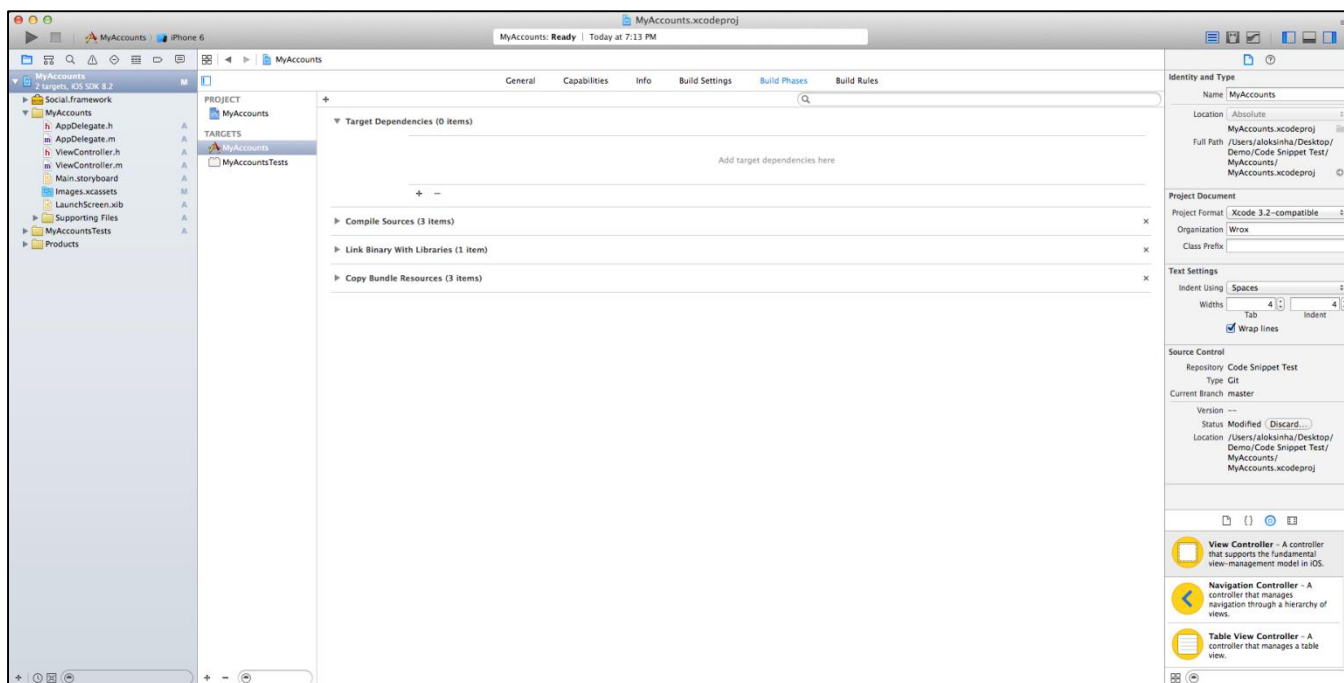 MyAccounts.xcodeproj
MyAccounts
iPhone 6
MyAccounts: Ready | Today at 7:13 PM
MyAccounts
2 targets, iOS SDK 8.2
M
Social.framework
MyAccounts
AppDelegate.h
A
AppDelegate.m
A
ViewController.h
A
ViewController.m
A
Main.storyboard
A
Images.xcassets
M
LaunchScreen.xib
A
Supporting Files
A
MyAccountsTests
A
Products
MyAccounts
General
Capabilities
Info
Build Settings
Build Phases
Build Rules
PROJECT
MyAccounts
TARGETS
MyAccounts
MyAccountsTests
Target Dependencies (0 items)
Add target dependencies here
Compile Sources (3 items)
Link Binary With Libraries (1 item)
Copy Bundle Resources (3 items)
Identity and Type
Name MyAccounts
Location Absolute
MyAccounts.xcodeproj
Full Path /Users/aloksinha/Desktop/
Demo/Code Snippet Test/
MyAccounts/
MyAccounts.xcodeproj
Project Document
Project Format Xcode 3.2-compatible
Organization Wrox
Class Prefix
Text Settings
Indent Using Spaces
Widths 4 4
Tab Indent
Wrap lines
Source Control
Repository Code Snippet Test
Type Git
Current Branch master
Version --
Status Modified Discard...
Location /Users/aloksinha/Desktop/
Demo/Code Snippet Test/
MyAccounts/
MyAccounts.xcodeproj
View Controller - A controller
that supports the fundamental
view-management model in iOS.
Navigation Controller - A
controller that manages
navigation through a hierarchy of
views.
Table View Controller - A
controller that manages a table
view.